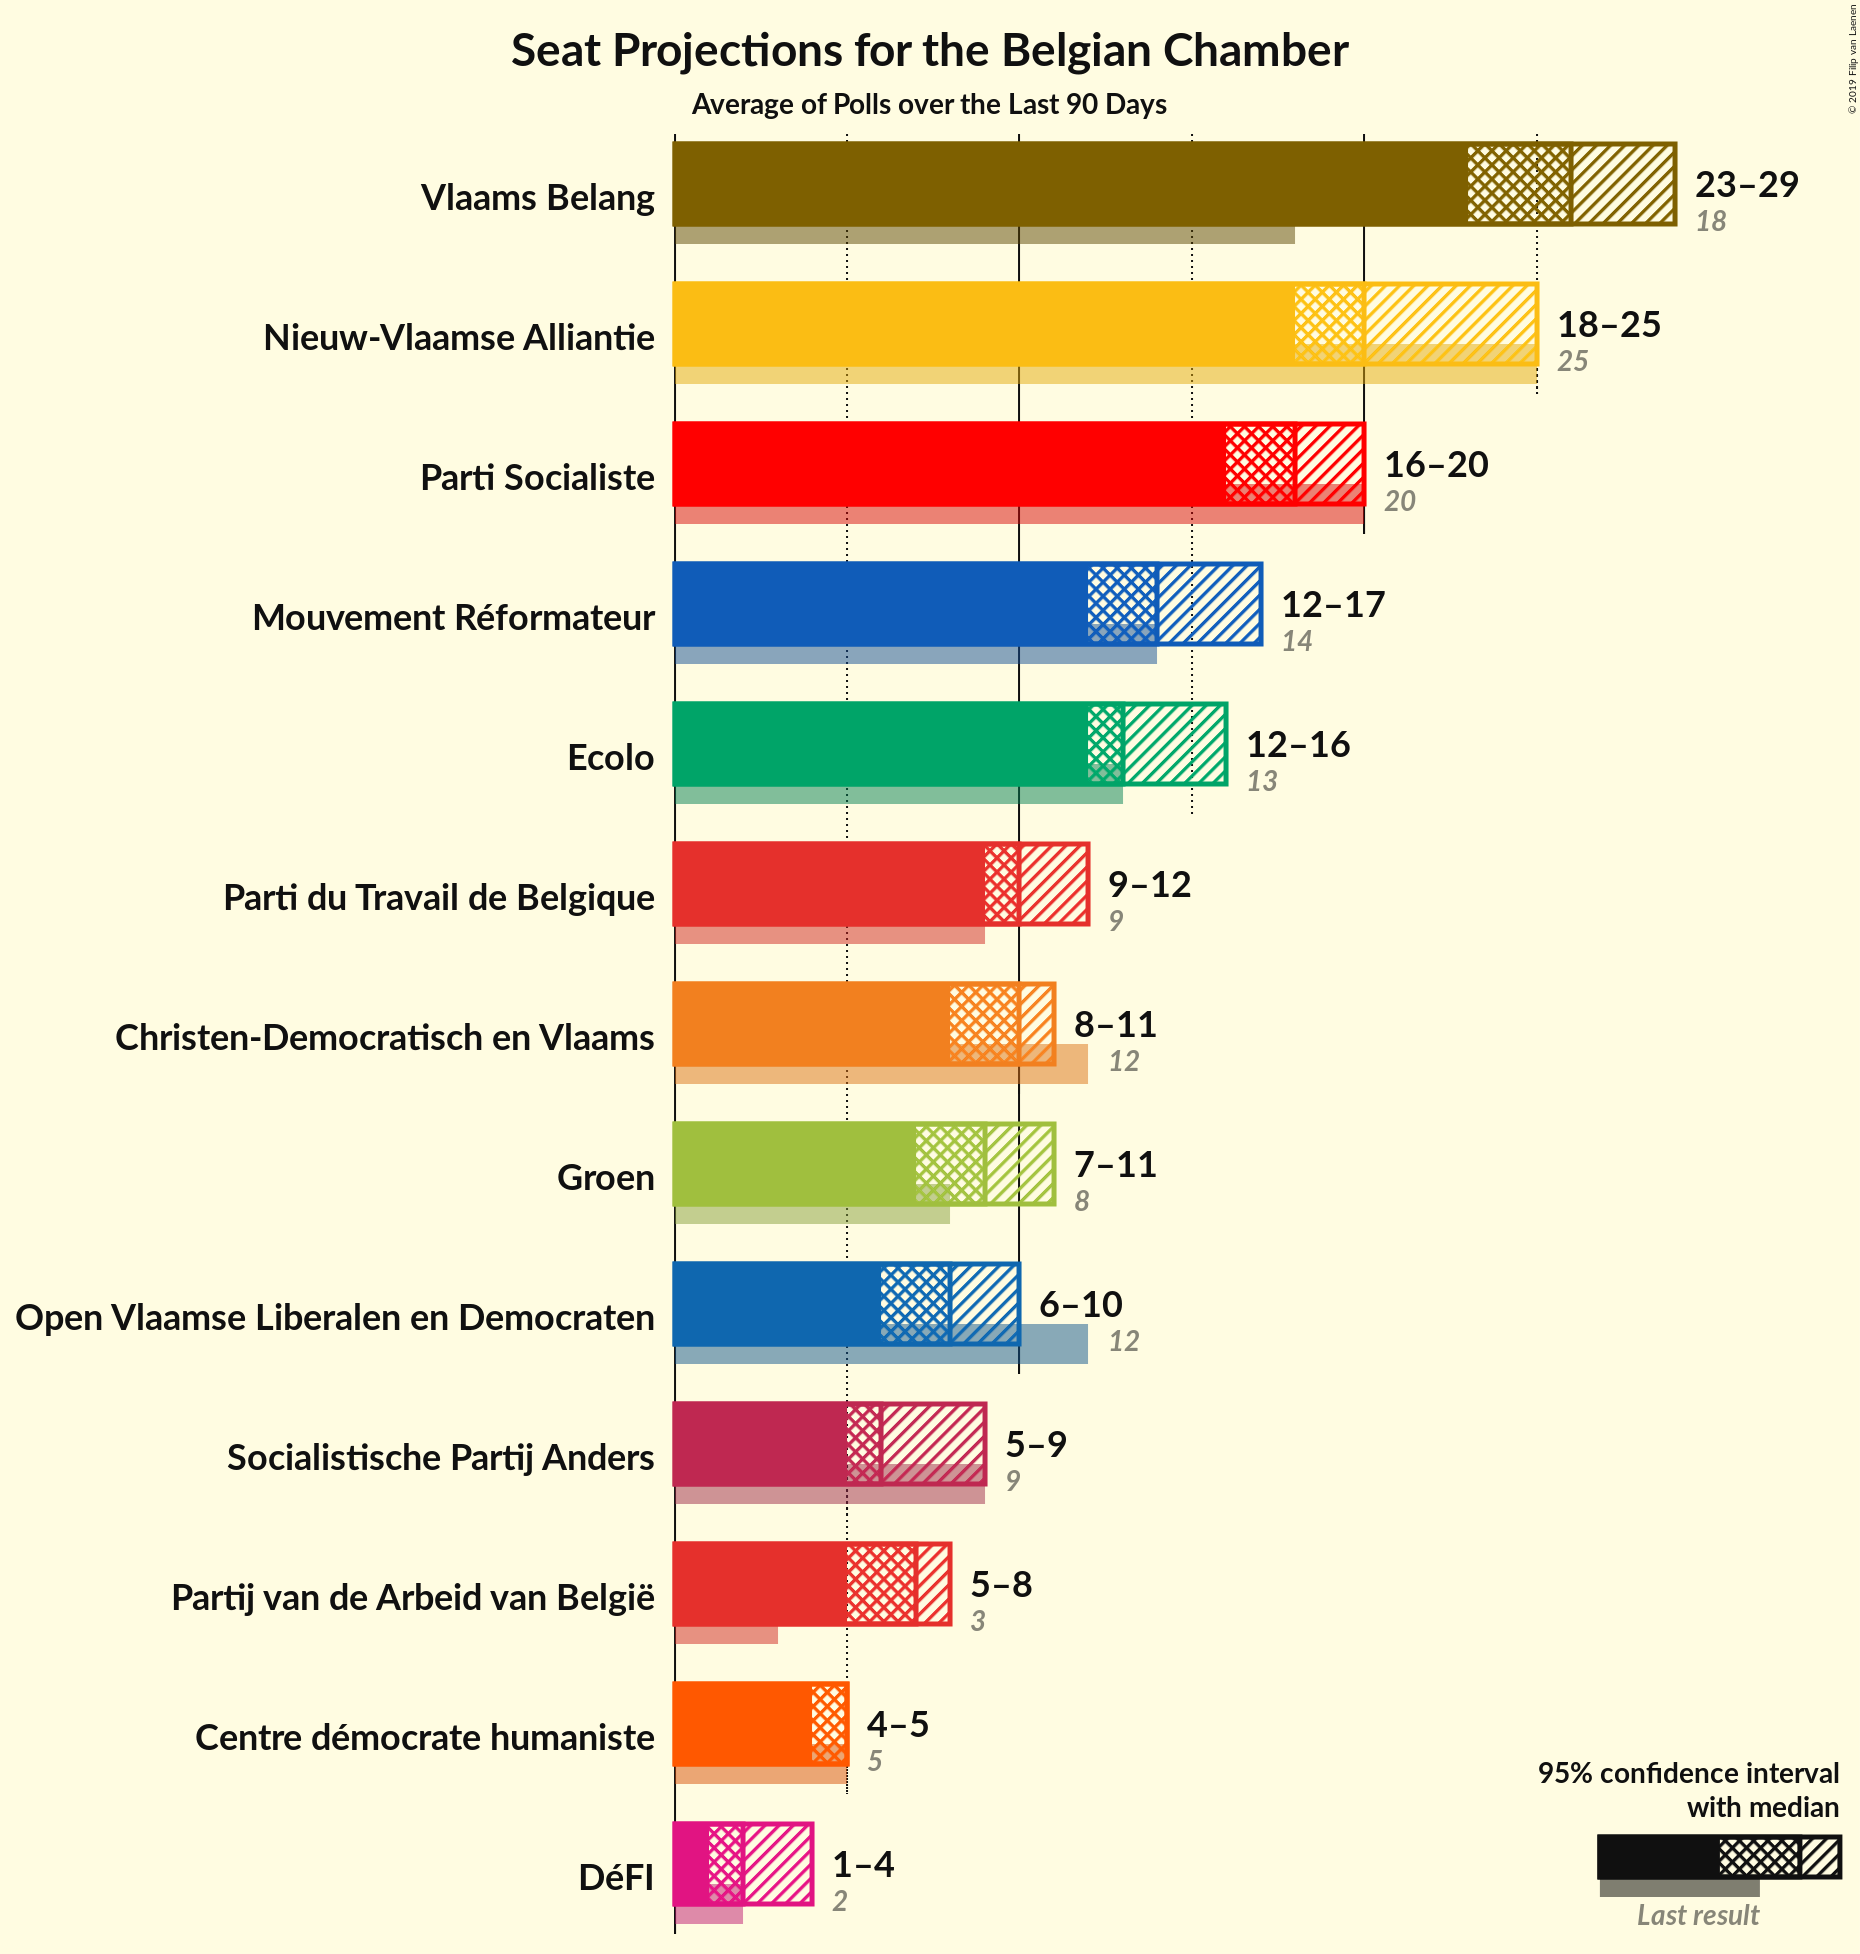 Seat Projections for the Belgian Chamber
Average of Polls over the Last 90 Days
© 2019 Filip van Laenen
Vlaams Belang
23–29
18
Nieuw-Vlaamse Alliantie
18–25
25
Parti Socialiste
16–20
20
Mouvement Réformateur
12–17
14
Ecolo
12–16
13
Parti du Travail de Belgique
9–12
9
Christen-Democratisch en Vlaams
8–11
12
Groen
7–11
8
Open Vlaamse Liberalen en Democraten
6–10
12
Socialistische Partij Anders
5–9
9
Partij van de Arbeid van België
5–8
3
Centre démocrate humaniste
4–5
5
DéFI
1–4
2
95% confidence interval
with median
Last result